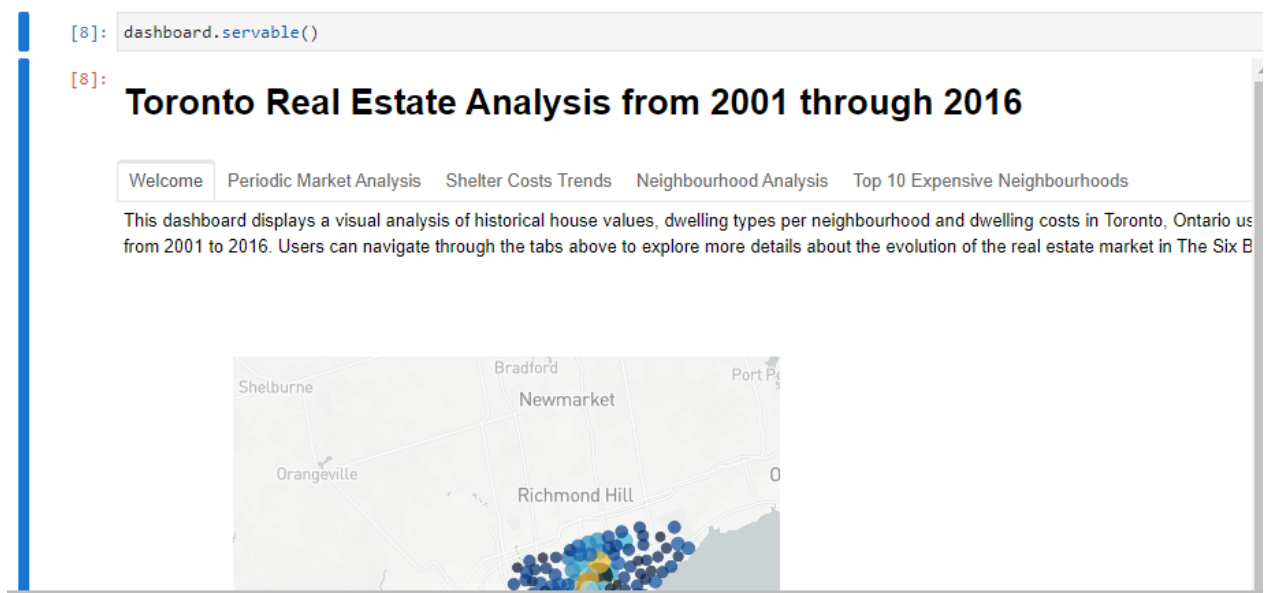 [8]: dashboard.servable()
[8]:
Toronto Real Estate Analysis from 2001 through 2016
Welcome Periodic Market Analysis Shelter Costs Trends Neighbourhood Analysis Top 10 Expensive Neighbourhoods
This dashboard displays a visual analysis of historical house values, dwelling types per neighbourhood and dwelling costs in Toronto, Ontario
from 2001 to 2016. Users can navigate through the tabs above to explore more details about the evolution of the real estate market in The Six
Bradford
Shelburne
Port
Newmarket
Orangeville
Richmond Hill